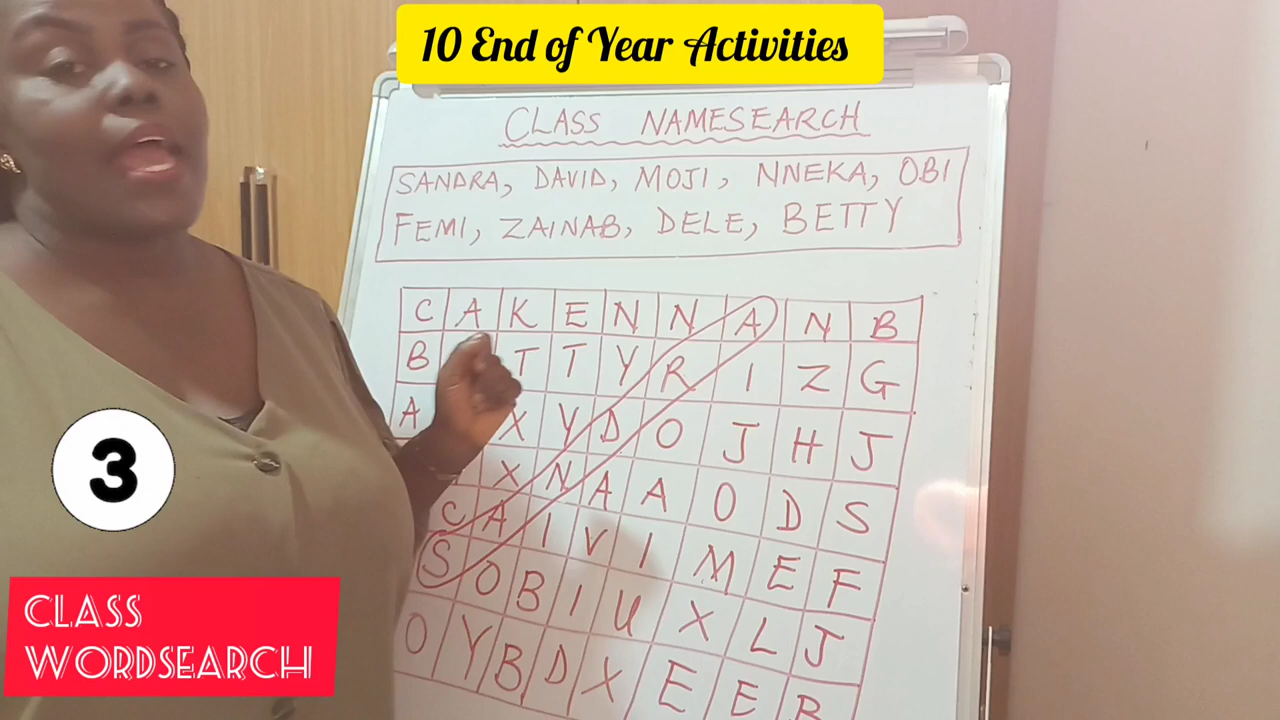 10 End of Year Activities
CLASS NAMESEARCH
SANDRA, DAVID, MOJI, NNEKA, OBI
FEMI, ZAINAB, DELE, BETTY
C A K E N N A N B
B T T Y R I Z G
A X Y D O J H J
X N A A O D S
C A I V I M E F
S O B I U X L J
O Y B D X E E B
3
CLASS
WORDSEARCH